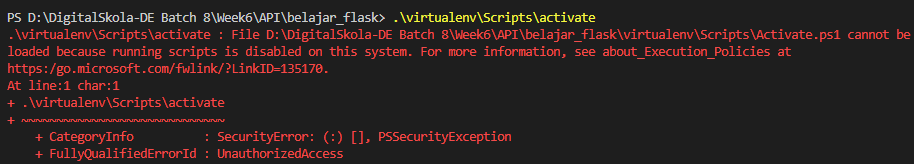 PS D:\DigitalSkola-DE Batch 8\Week6\API\belajar_flask> .\virtualenv\Scripts\activate
.\virtualenv\Scripts\activate : File D:\DigitalSkola-DE Batch 8\Week6\API\belajar_flask\virtualenv\Scripts\Activate.ps1 cannot be
loaded because running scripts is disabled on this system. For more information, see about_Execution_Policies at
https:/go.microsoft.com/fwlink/?LinkID=135170.
At line:1 char:1
+ .\virtualenv\Scripts\activate
+ ~~~~~~~~~~~~~~~~~~~~~~~~~~~~~
+ CategoryInfo          : SecurityError: (:) [], PSSecurityException
+ FullyQualifiedErrorId : UnauthorizedAccess